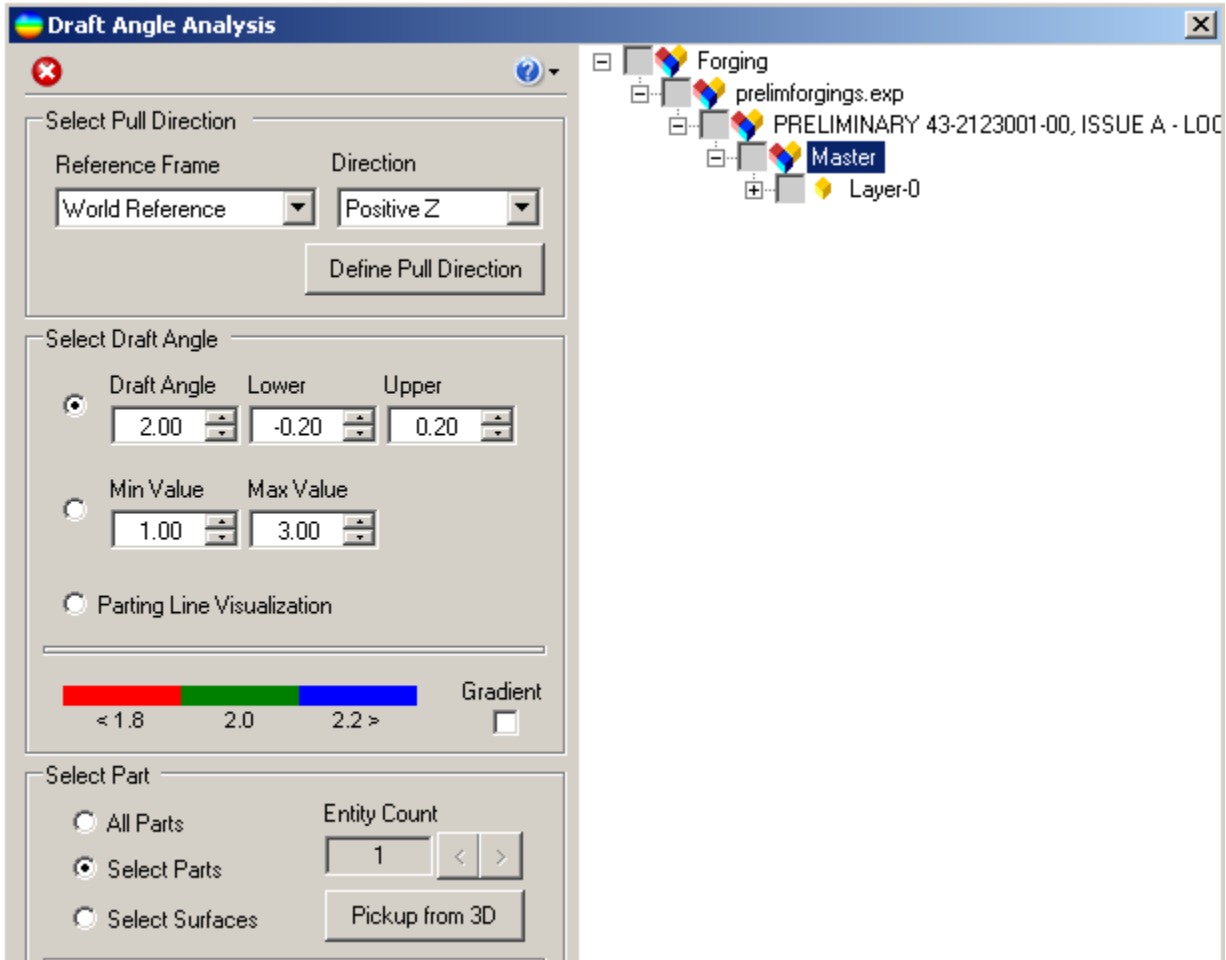 Draft Angle Analysis
Select Pull Direction
Reference Frame Direction
World Reference Positive Z
Define Pull Direction
Select Draft Angle
Draft Angle Lower Upper
2.00 -0.20 0.20
Min Value Max Value
1.00 3.00
Parting Line Visualization
Gradient
< 1.8 2.0 2.2 >
Select Part
All Parts
Entity Count
1 < >
Select Parts
Select Surfaces
Pickup from 3D
Forging
prelimforgings.exp
PRELIMINARY 43-2123001-00, ISSUE A - LOC
Master
Layer-0